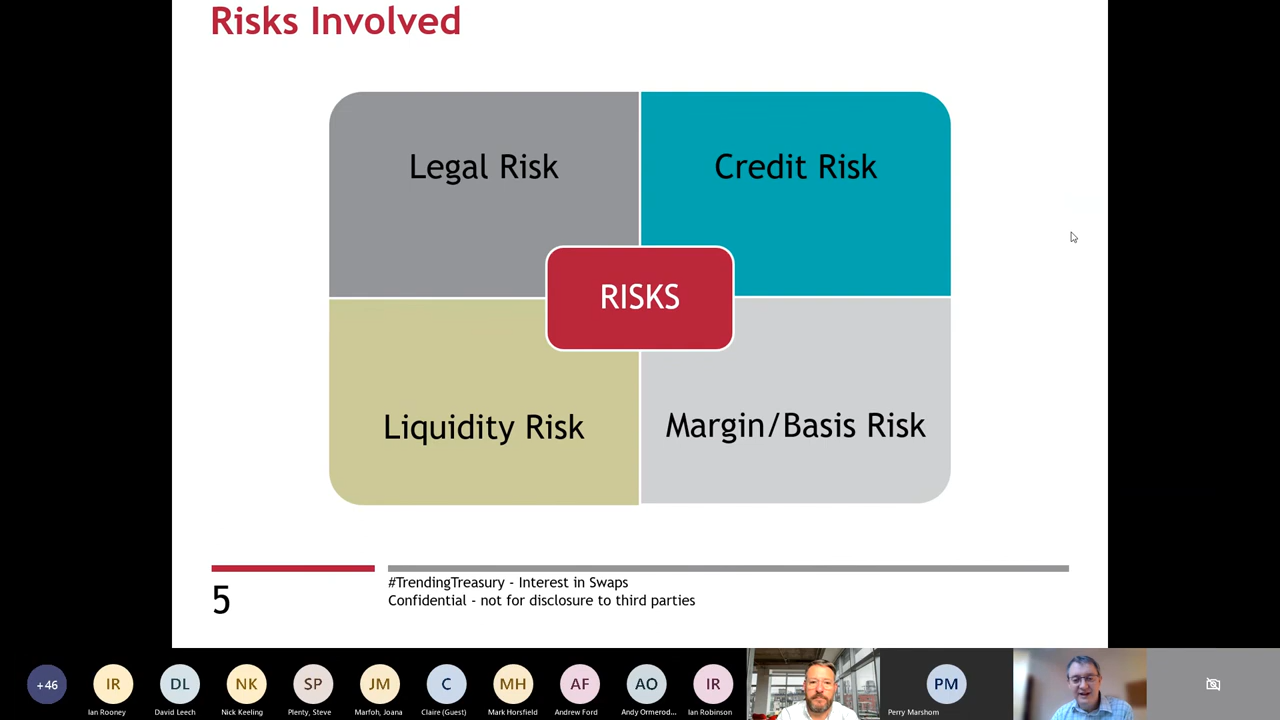 Risks Involved
Legal Risk
Credit Risk
RISKS
Liquidity Risk
Margin/Basis Risk
#TrendingTreasury - Interest in Swaps
5
Confidential - not for disclosure to third parties
+46
IR
DL
NK
SP
JM
C
MH
AF
AO
IR
PM
Ian Rooney
David Leech
Nick Keeling
Plenty, Steve
Marfoh, Joana
Claire (Guest)
Mark Horsfield
Andrew Ford
Andy Ormerod...
Ian Robinson
Perry Marshom